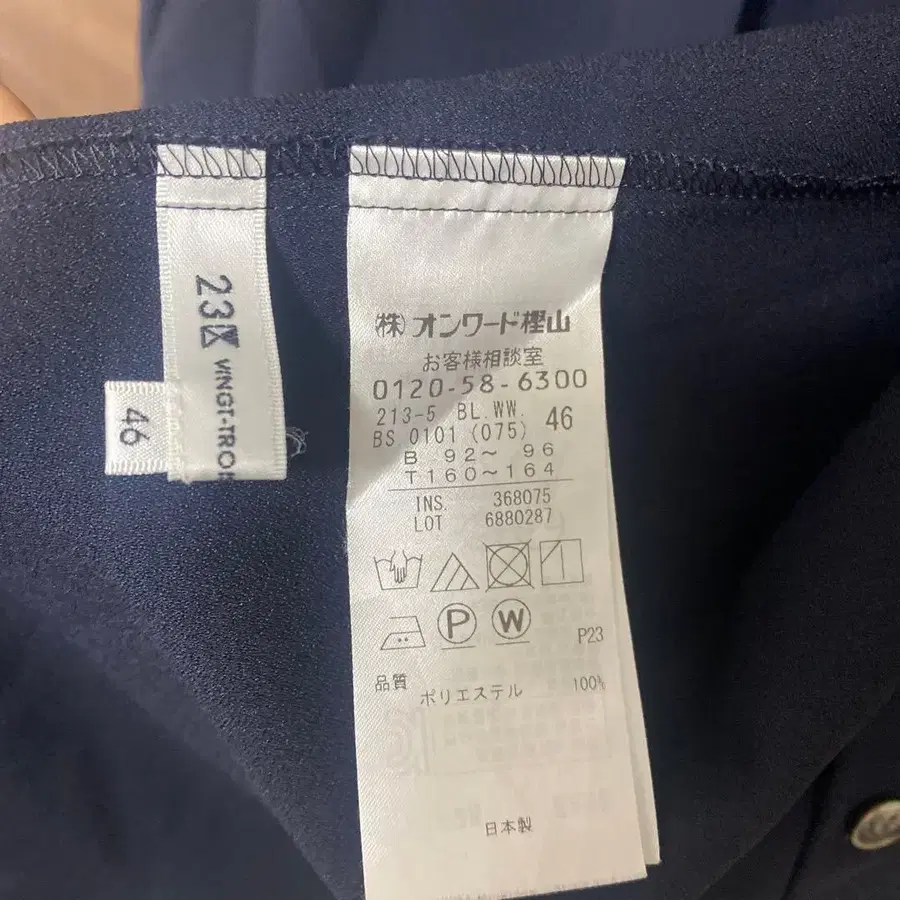 23区 VINGT-TROI
46
㈱オンワード樫山
お客様相談室
0120-58-6300
213-5 BL.WW. 46
BS 0101 (075)
B 92～ 96
T160～164
INS. 368075
LOT 6880287
P W
P23
品質
ポリエステル 100%
日本製